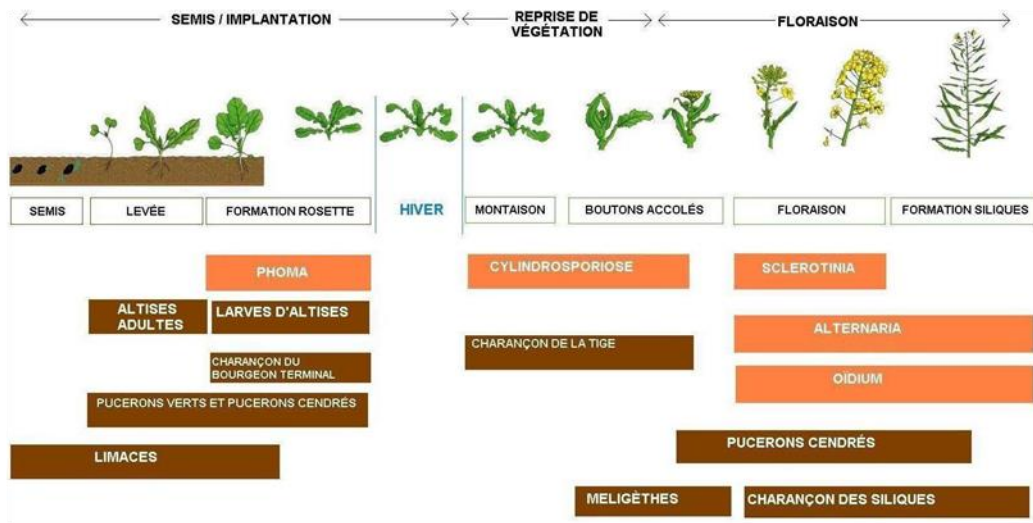 SEMIS / IMPLANTATION
REPRISE DE
VÉGÉTATION
FLORAISON
SEMIS
LEVÉE
FORMATION ROSETTE
HIVER
MONTAISON
BOUTONS ACCOLÉS
FLORAISON
FORMATION SILIQUES
PHOMA
CYLINDROSPORIOSE
SCLEROTINIA
ALTISES
ADULTES
LARVES D'ALTISES
ALTERNARIA
CHARANÇON DU
BOURGEON TERMINAL
CHARANÇON DE LA TIGE
OÏDIUM
PUCERONS VERTS ET PUCERONS CENDRÉS
LIMACES
PUCERONS CENDRÉS
MELIGÈTHES
CHARANÇON DES SILIQUES